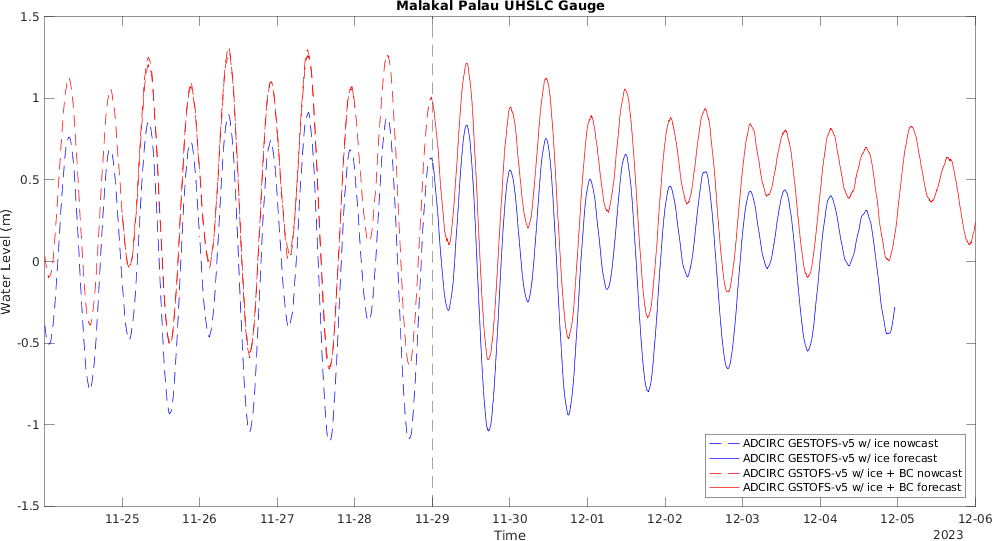 Malakal Palau UHSLC Gauge
1.5
1
0.5
0
-0.5
-1
-1.5
Water Level (m)
ADCIRC GESTOFS-v5 w/ ice nowcast
ADCIRC GESTOFS-v5 w/ ice forecast
ADCIRC GSTOFS-v5 w/ ice + BC nowcast
ADCIRC GSTOFS-v5 w/ ice + BC forecast
11-25 11-26 11-27 11-28 11-29 11-30 12-01 12-02 12-03 12-04 12-05 12-06
Time
2023